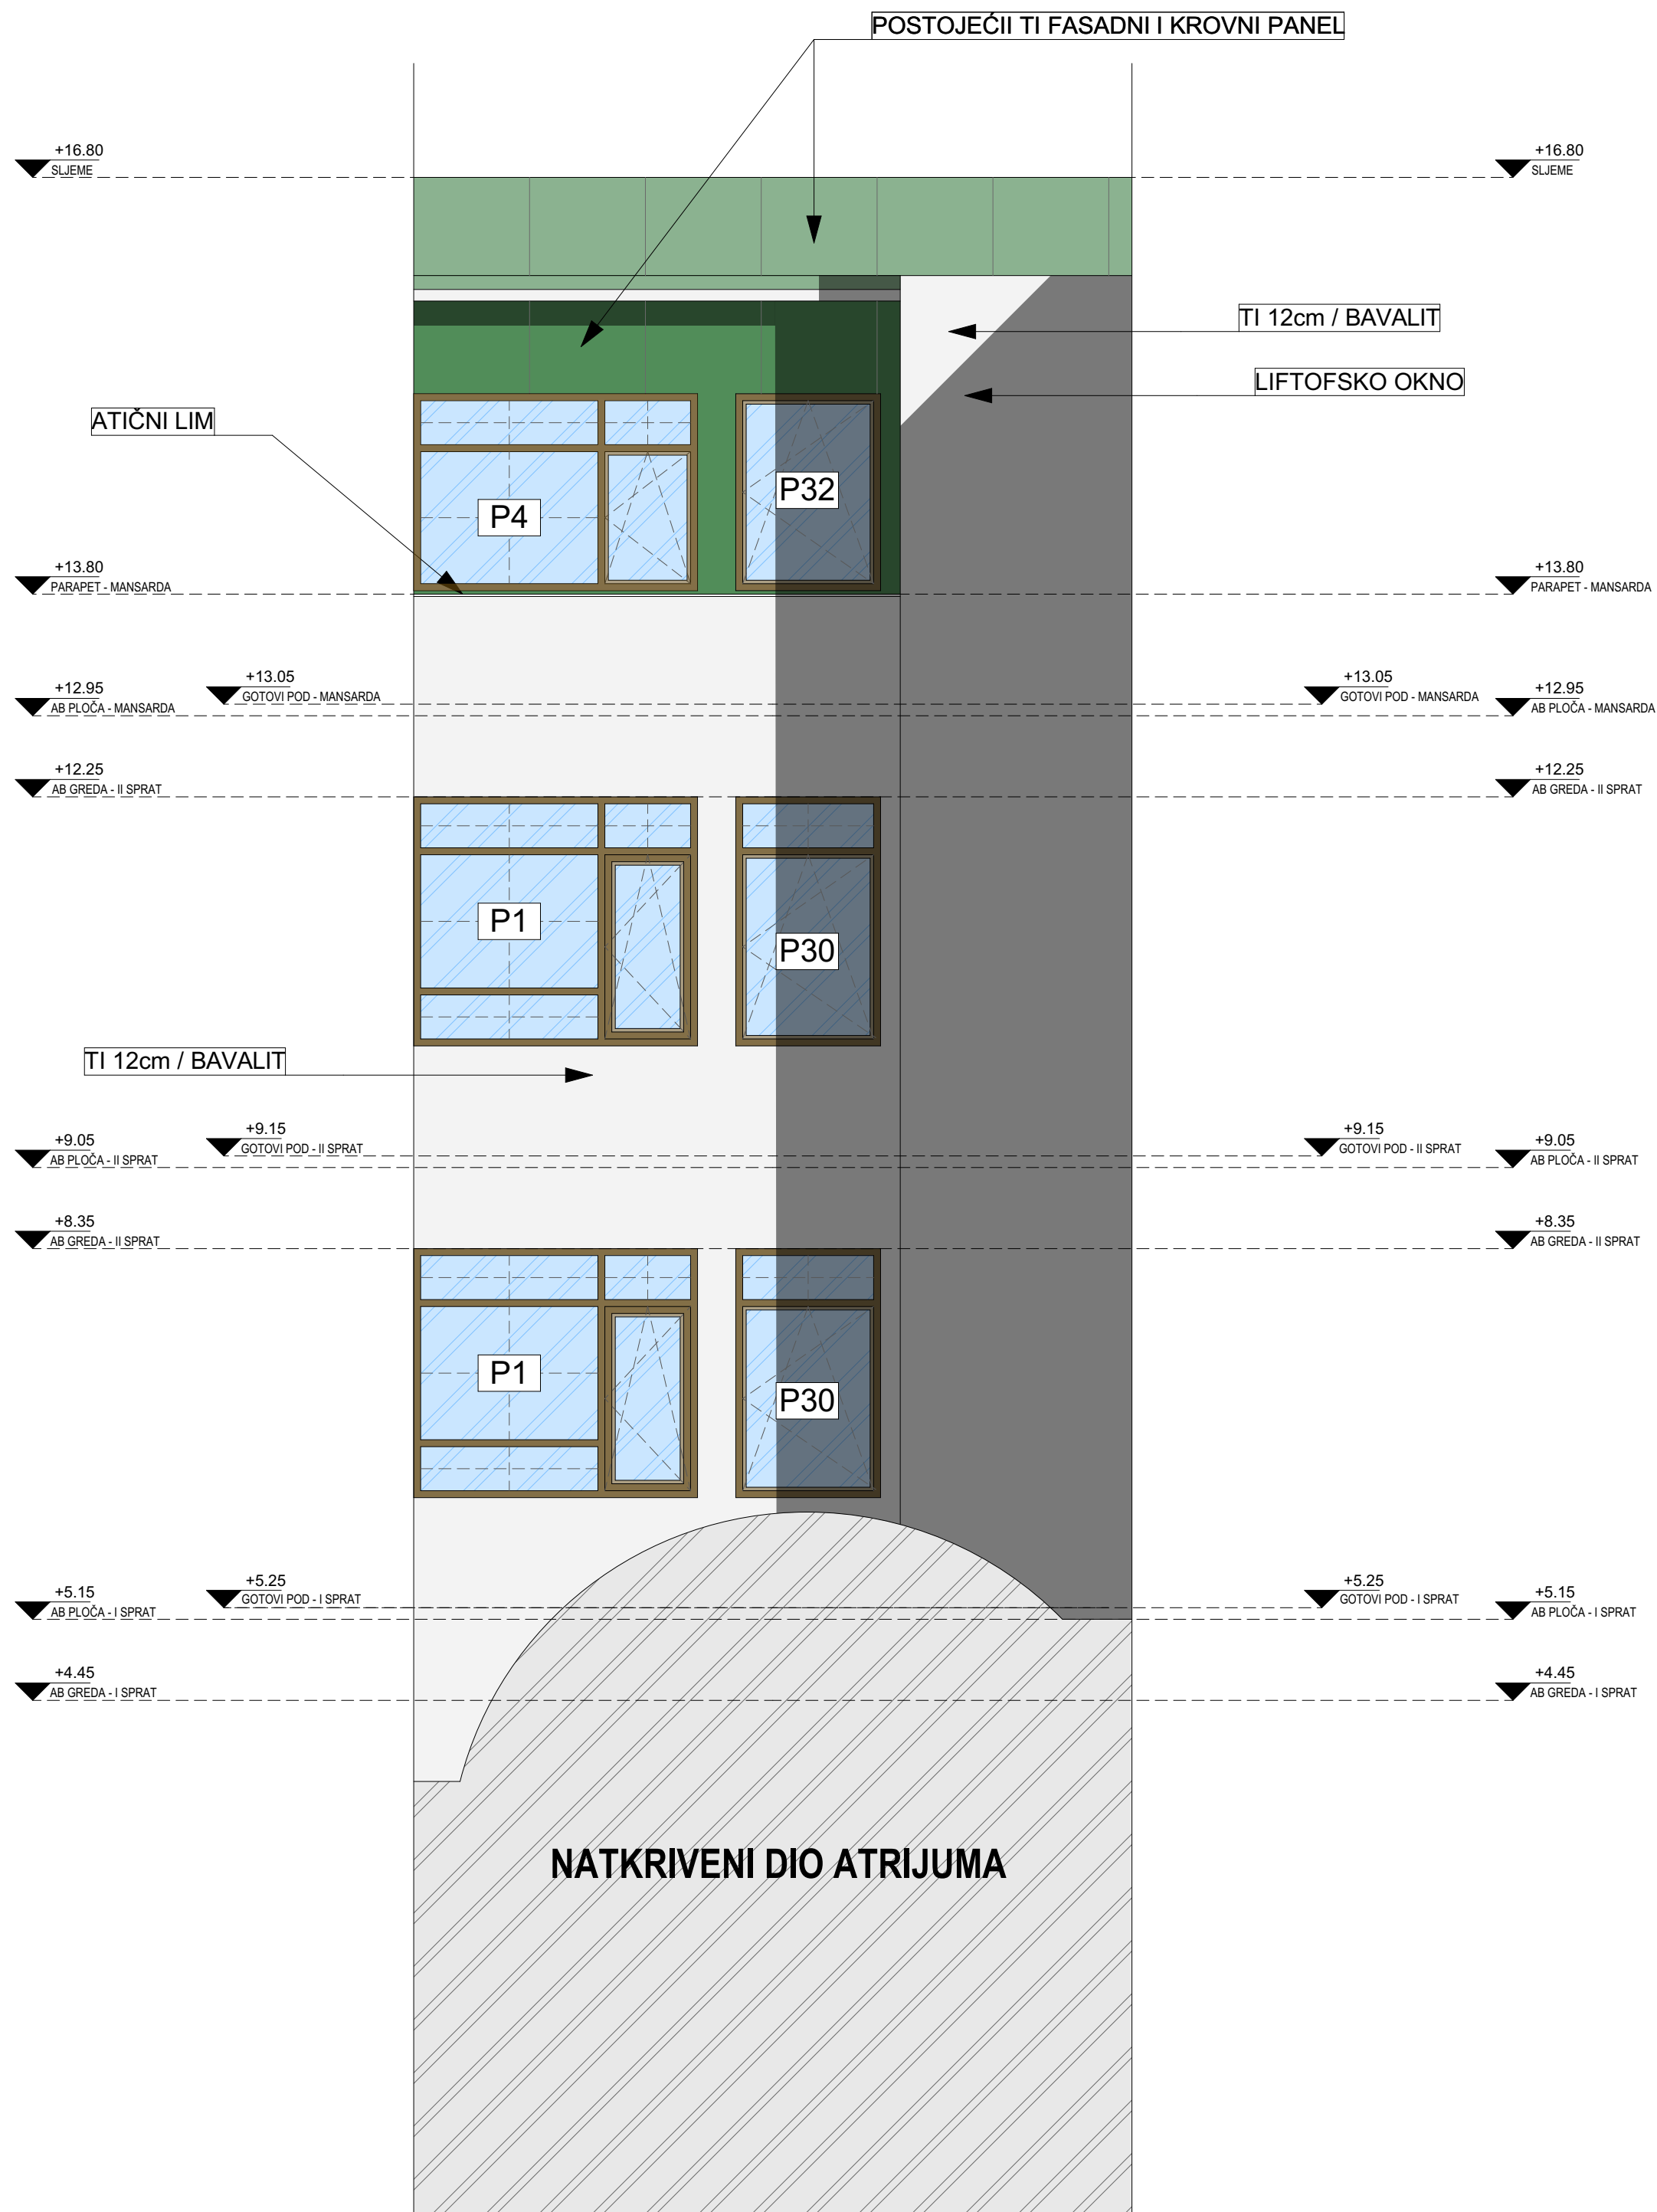 POSTOJEĆII TI FASADNI I KROVNI PANEL
+16.80
SLJEME
+16.80
SLJEME
TI 12cm / BAVALIT
LIFTOFSKO OKNO
ATIČNI LIM
P4
P32
+13.80
PARAPET - MANSARDA
+13.80
PARAPET - MANSARDA
+13.05
GOTOVI POD - MANSARDA
+13.05
GOTOVI POD - MANSARDA
+12.95
AB PLOČA - MANSARDA
+12.95
AB PLOČA - MANSARDA
+12.25
AB GREDA - II SPRAT
+12.25
AB GREDA - II SPRAT
P1
P30
TI 12cm / BAVALIT
+9.15
GOTOVI POD - II SPRAT
+9.15
GOTOVI POD - II SPRAT
+9.05
AB PLOČA - II SPRAT
+9.05
AB PLOČA - II SPRAT
+8.35
AB GREDA - II SPRAT
+8.35
AB GREDA - II SPRAT
P1
P30
+5.25
GOTOVI POD - I SPRAT
+5.25
GOTOVI POD - I SPRAT
+5.15
AB PLOČA - I SPRAT
+5.15
AB PLOČA - I SPRAT
+4.45
AB GREDA - I SPRAT
+4.45
AB GREDA - I SPRAT
NATKRIVENI DIO ATRIJUMA